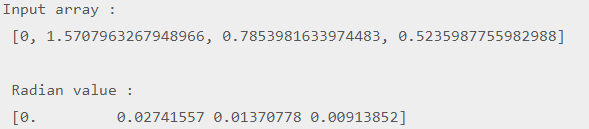 Input array :
[0, 1.5707963267948966, 0.7853981633974483, 0.5235987755982988]
Radian value :
[0.         0.02741557 0.01370778 0.00913852]